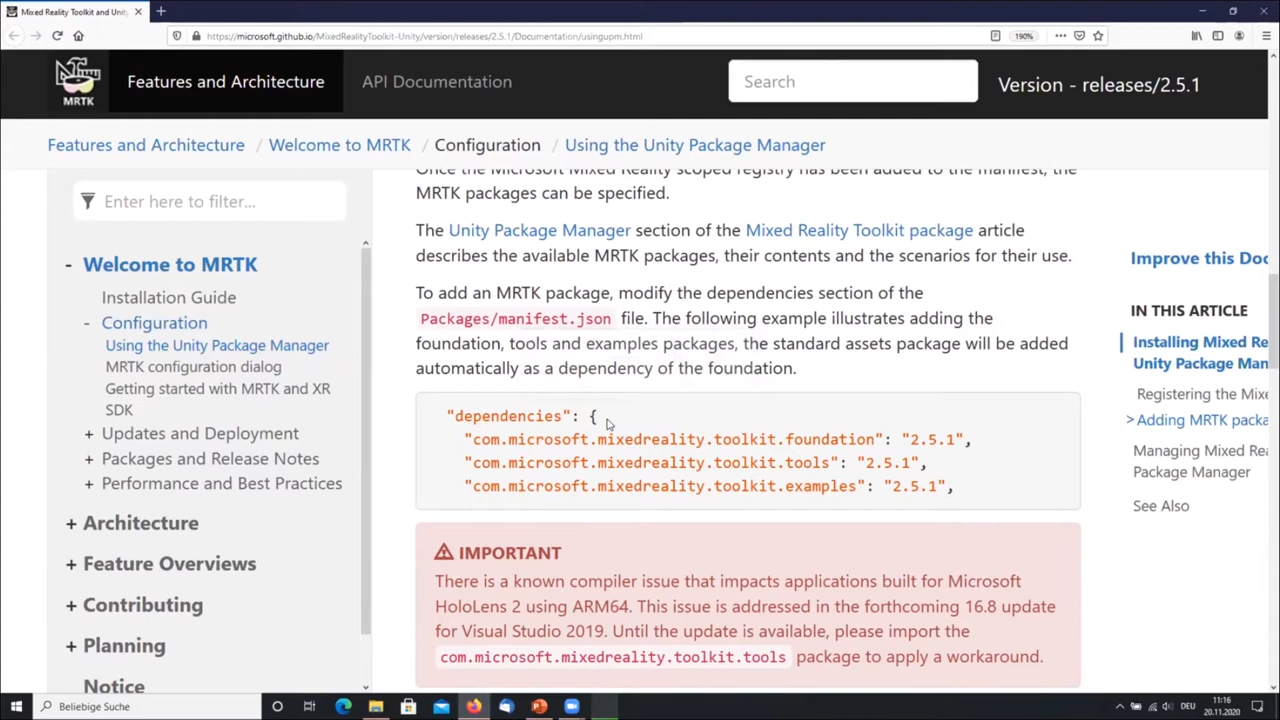 Mixed Reality Toolkit and Unity
https://microsoft.github.io/MixedRealityToolkit-Unity/version/releases/2.5.1/Documentation/usingupm.html
190%
MRTK
Features and Architecture
API Documentation
Search
Version - releases/2.5.1
Features and Architecture / Welcome to MRTK / Configuration / Using the Unity Package Manager
Enter here to filter...
- Welcome to MRTK
Installation Guide
- Configuration
Using the Unity Package Manager
MRTK configuration dialog
Getting started with MRTK and XR
SDK
+ Updates and Deployment
+ Packages and Release Notes
+ Performance and Best Practices
+ Architecture
+ Feature Overviews
+ Contributing
+ Planning
Notice
Once the Microsoft Mixed Reality scoped registry has been added to the manifest, the
MRTK packages can be specified.
The Unity Package Manager section of the Mixed Reality Toolkit package article
describes the available MRTK packages, their contents and the scenarios for their use.
To add an MRTK package, modify the dependencies section of the
Packages/manifest.json file. The following example illustrates adding the
foundation, tools and examples packages, the standard assets package will be added
automatically as a dependency of the foundation.
"dependencies": {
"com.microsoft.mixedreality.toolkit.foundation": "2.5.1",
"com.microsoft.mixedreality.toolkit.tools": "2.5.1",
"com.microsoft.mixedreality.toolkit.examples": "2.5.1",
IMPORTANT
There is a known compiler issue that impacts applications built for Microsoft
HoloLens 2 using ARM64. This issue is addressed in the forthcoming 16.8 update
for Visual Studio 2019. Until the update is available, please import the
com.microsoft.mixedreality.toolkit.tools package to apply a workaround.
Improve this Doc
IN THIS ARTICLE
Installing Mixed Re
Unity Package Man
Registering the Mixe
> Adding MRTK packa
Managing Mixed Rea
Package Manager
See Also
Beliebige Suche
DEU
11:16
20.11.2020